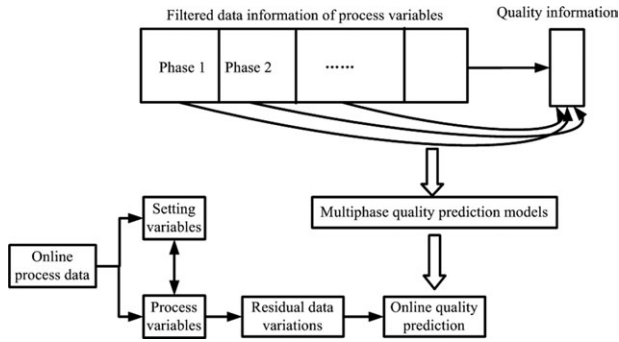 Filtered data information of process variables
Quality information
Phase 1
Phase 2
......
Multiphase quality prediction models
Setting
variables
Online
process data
Process
variables
Residual data
variations
Online quality
prediction